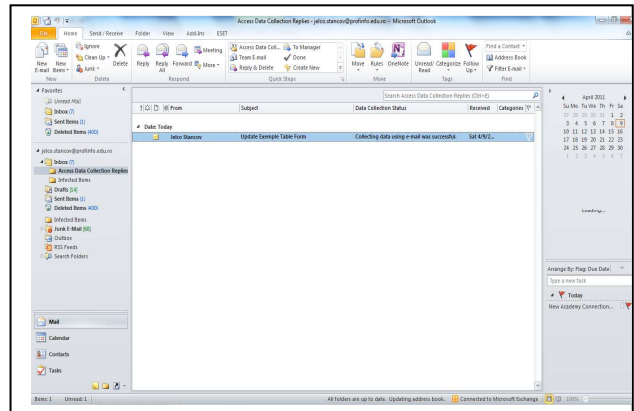 Access Data Collection Replies - jelco.stancov@profinfo.edu.ro - Microsoft Outlook
File Home Send / Receive Folder View Add-Ins ESET
New E-mail
New Items
New
Ignore
Clean Up
Junk
Delete
Delete
Reply
Reply All
Forward
Meeting
More
Respond
Access Data Coll...
To Manager
Team E-mail
Done
Reply & Delete
Create New
Quick Steps
Move
Rules
OneNote
Move
Unread/ Read
Categorize
Follow Up
Tags
Find a Contact
Address Book
Filter E-mail
Find
Favorites
Unread Mail
Inbox (7)
Sent Items (1)
Deleted Items (400)
jelco.stancov@profinfo.edu.ro
Inbox (7)
Access Data Collection Replies
Infected Items
Drafts [14]
Sent Items (1)
Deleted Items (400)
Infected Items
Junk E-Mail [60]
Outbox
RSS Feeds
Search Folders
Mail
Calendar
Contacts
Tasks
Search Access Data Collection Replies (Ctrl+E)
From Subject Data Collection Status Received Categories
Date: Today
Jelco Stancov Update Exemple Table Form Collecting data using e-mail was successful. Sat 4/9/2...
April 2011
Su Mo Tu We Th Fr Sa
27 28 29 30 31 1 2
3 4 5 6 7 8 9
10 11 12 13 14 15 16
17 18 19 20 21 22 23
24 25 26 27 28 29 30
1 2 3 4 5 6 7
Loading...
Arrange By: Flag: Due Date
Type a new task
Today
New Academy Connection...
Items: 1 Unread: 1
All folders are up to date. Updating address book. Connected to Microsoft Exchange 100%